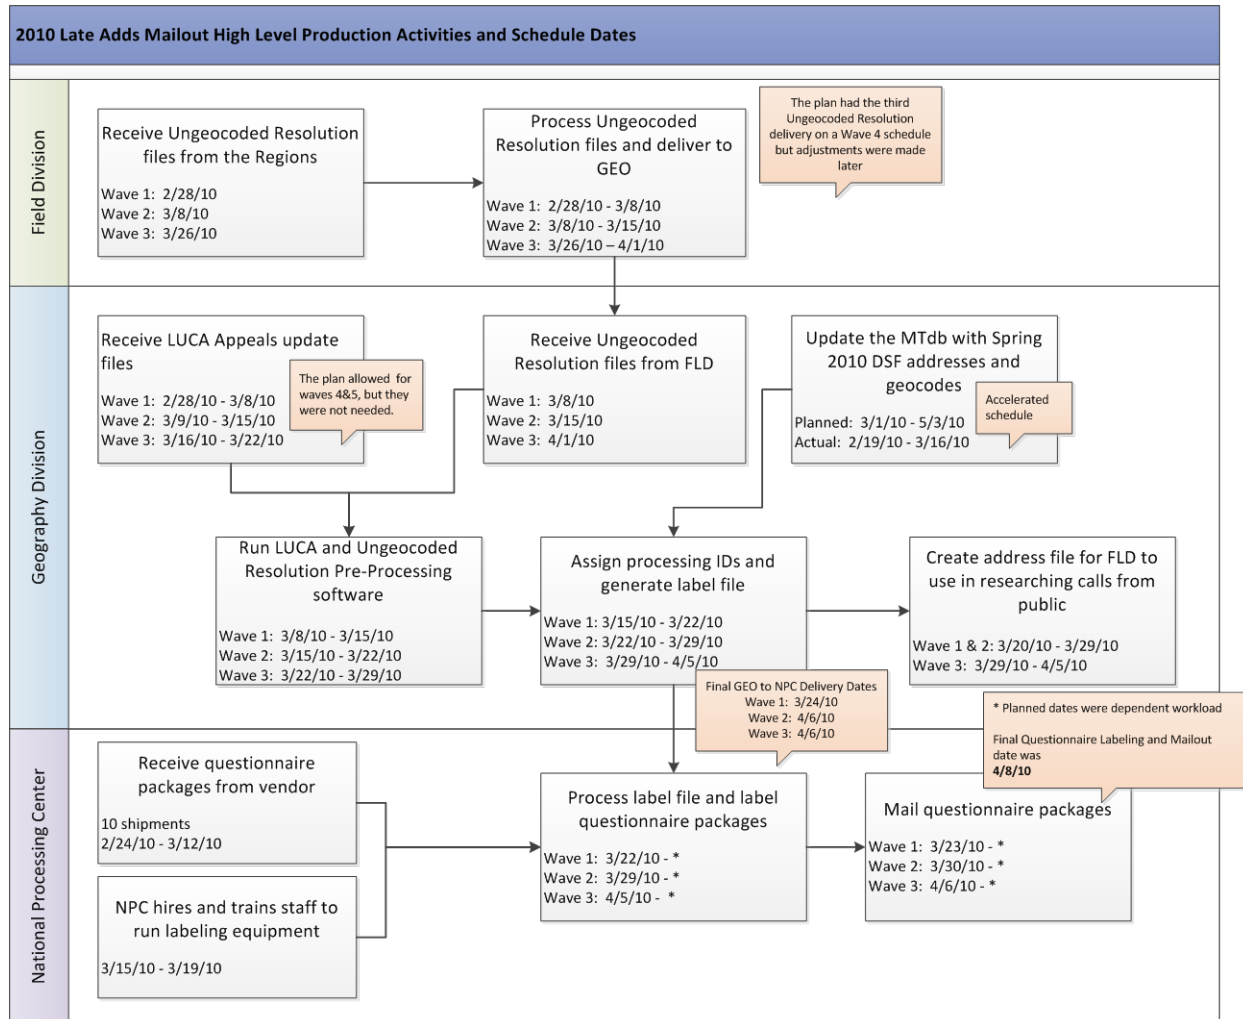 2010 Late Adds Mailout High Level Production Activities and Schedule Dates
Field Division
Receive Ungeocoded Resolution
files from the Regions
Wave 1: 2/28/10
Wave 2: 3/8/10
Wave 3: 3/26/10
Process Ungeocoded
Resolution files and deliver to
GEO
Wave 1: 2/28/10 - 3/8/10
Wave 2: 3/8/10 - 3/15/10
Wave 3: 3/26/10 – 4/1/10
The plan had the third
Ungeocoded Resolution
delivery on a Wave 4 schedule
but adjustments were made
later
Geography Division
Receive LUCA Appeals update
files
Wave 1: 2/28/10 - 3/8/10
Wave 2: 3/9/10 - 3/15/10
Wave 3: 3/16/10 - 3/22/10
The plan allowed for
waves 4&5, but they
were not needed.
Receive Ungeocoded
Resolution files from FLD
Wave 1: 3/8/10
Wave 2: 3/15/10
Wave 3: 4/1/10
Update the MTdb with Spring
2010 DSF addresses and
geocodes
Planned: 3/1/10 - 5/3/10
Actual: 2/19/10 - 3/16/10
Accelerated
schedule
Run LUCA and Ungeocoded
Resolution Pre-Processing
software
Wave 1: 3/8/10 - 3/15/10
Wave 2: 3/15/10 - 3/22/10
Wave 3: 3/22/10 - 3/29/10
Assign processing IDs and
generate label file
Wave 1: 3/15/10 - 3/22/10
Wave 2: 3/22/10 - 3/29/10
Wave 3: 3/29/10 - 4/5/10
Create address file for FLD to
use in researching calls from
public
Wave 1 & 2: 3/20/10 - 3/29/10
Wave 3: 3/29/10 - 4/5/10
Final GEO to NPC Delivery Dates
Wave 1: 3/24/10
Wave 2: 4/6/10
Wave 3: 4/6/10
* Planned dates were dependent workload
Final Questionnaire Labeling and Mailout
date was
4/8/10
National Processing Center
Receive questionnaire
packages from vendor
10 shipments
2/24/10 - 3/12/10
NPC hires and trains staff to
run labeling equipment
3/15/10 - 3/19/10
Process label file and label
questionnaire packages
Wave 1: 3/22/10 - *
Wave 2: 3/29/10 - *
Wave 3: 4/5/10 - *
Mail questionnaire packages
Wave 1: 3/23/10 - *
Wave 2: 3/30/10 - *
Wave 3: 4/6/10 - *